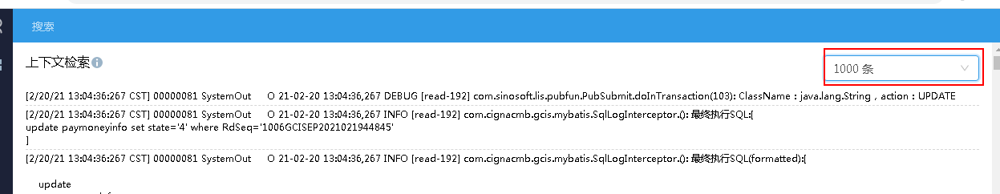 搜索
上下文检索
1000 条
[2/20/21 13:04:36:267 CST] 00000081 SystemOut O 21-02-20 13:04:36,267 DEBUG [read-192] com.sinosoft.lis.pubfun.PubSubmit.doInTransaction(103): ClassName：java.lang.String，action：UPDATE
[2/20/21 13:04:36:267 CST] 00000081 SystemOut O 21-02-20 13:04:36,267 INFO [read-192] com.cignacmb.gcis.mybatis.SqlLogInterceptor.(): 最终执行SQL:[
update paymoneyinfo set state='4' where RdSeq='1006GCISEP2021021944845'
]
[2/20/21 13:04:36:267 CST] 00000081 SystemOut O 21-02-20 13:04:36,267 INFO [read-192] com.cignacmb.gcis.mybatis.SqlLogInterceptor.(): 最终执行SQL(formatted):[
update